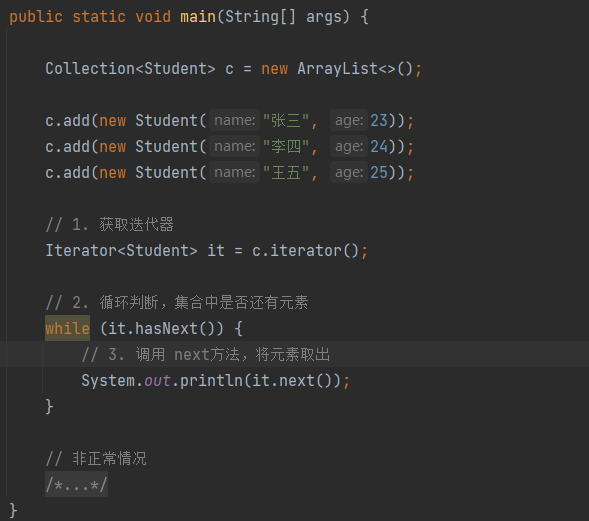 public static void main(String[] args) {
Collection<Student> c = new ArrayList<>();
c.add(new Student( name: "张三", age: 23));
c.add(new Student( name: "李四", age: 24));
c.add(new Student( name: "王五", age: 25));
// 1. 获取迭代器
Iterator<Student> it = c.iterator();
// 2. 循环判断，集合中是否还有元素
while (it.hasNext()) {
// 3. 调用 next方法，将元素取出
System.out.println(it.next());
}
// 非正常情况
/*...*/
}